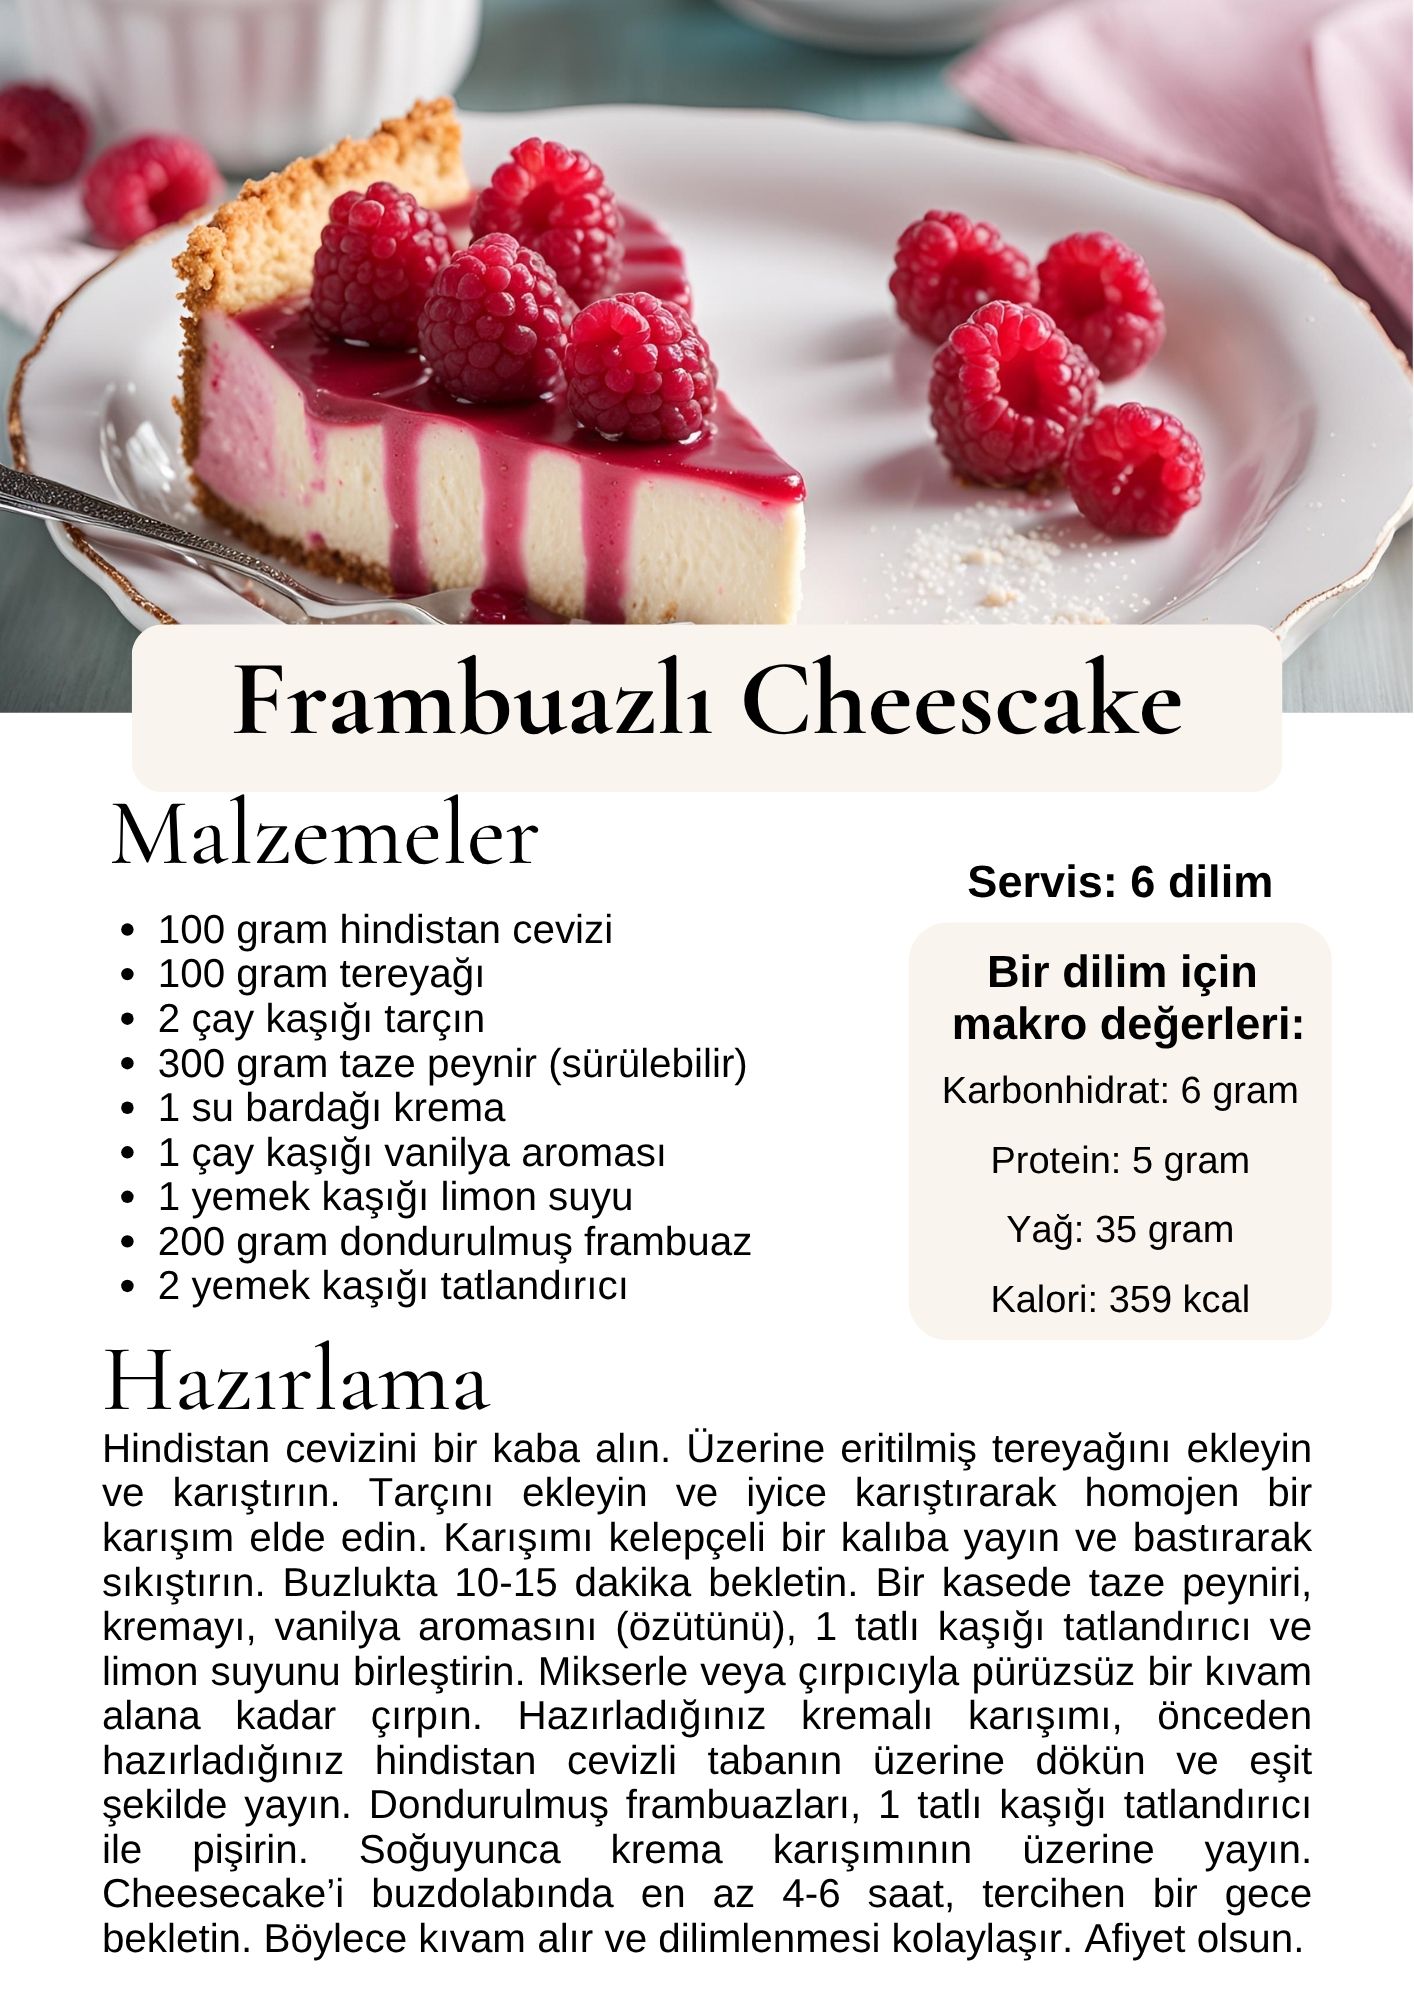 Frambuazlı Cheescake
Malzemeler
100 gram hindistan cevizi
100 gram tereyağı
2 çay kaşığı tarçın
300 gram taze peynir (sürülebilir)
1 su bardağı krema
1 çay kaşığı vanilya aroması
1 yemek kaşığı limon suyu
200 gram dondurulmuş frambuaz
2 yemek kaşığı tatlandırıcı
Servis: 6 dilim
Bir dilim için
makro değerleri:
Karbonhidrat: 6 gram
Protein: 5 gram
Yağ: 35 gram
Kalori: 359 kcal
Hazırlama
Hindistan cevizini bir kaba alın. Üzerine eritilmiş tereyağını ekleyin
ve karıştırın. Tarçını ekleyin ve iyice karıştırarak homojen bir
karışım elde edin. Karışımı kelepçeli bir kalıba yayın ve bastırarak
sıkıştırın. Buzlukta 10-15 dakika bekletin. Bir kasede taze peyniri,
kremayı, vanilya aromasını (özütünü), 1 tatlı kaşığı tatlandırıcı ve
limon suyunu birleştirin. Mikserle veya çırpıcıyla pürüzsüz bir kıvam
alana kadar çırpın. Hazırladığınız kremalı karışımı, önceden
hazırladığınız hindistan cevizli tabanın üzerine dökün ve eşit
şekilde yayın. Dondurulmuş frambuazları, 1 tatlı kaşığı tatlandırıcı
ile pişirin. Soğuyunca krema karışımının üzerine yayın.
Cheesecake’i buzdolabında en az 4-6 saat, tercihen bir gece
bekletin. Böylece kıvam alır ve dilimlenmesi kolaylaşır. Afiyet olsun.